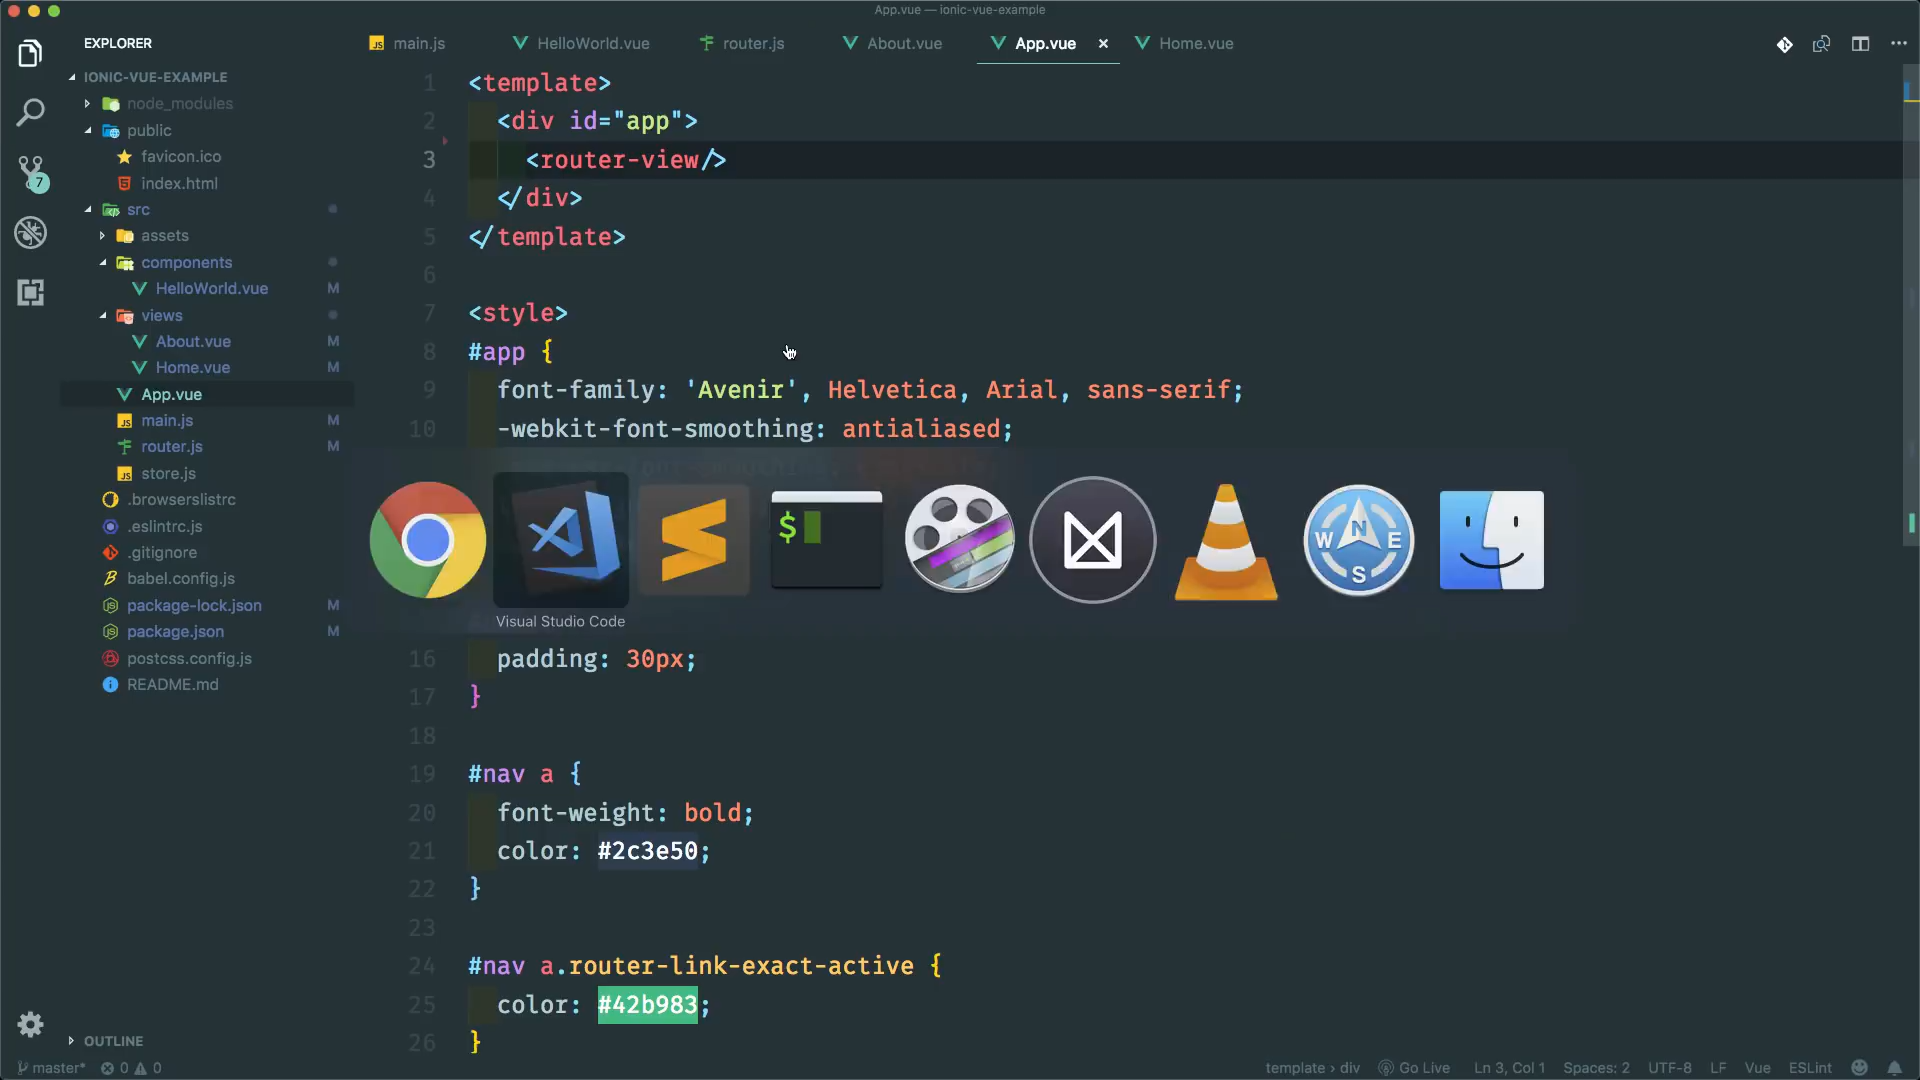 App.vue — ionic-vue-example
EXPLORER
main.js
HelloWorld.vue
router.js
About.vue
App.vue
Home.vue
IONIC-VUE-EXAMPLE
node_modules
public
favicon.ico
index.html
src
assets
components
HelloWorld.vue M
views
About.vue M
Home.vue M
App.vue
main.js M
router.js M
store.js
.browserslistrc
.eslintrc.js
.gitignore
babel.config.js
package-lock.json M
package.json M
postcss.config.js
README.md
7
OUTLINE
1 <template>
2 <div id="app">
3 <router-view/>
4 </div>
5 </template>
6
7 <style>
8 #app {
9 font-family: 'Avenir', Helvetica, Arial, sans-serif;
10 -webkit-font-smoothing: antialiased;
$
N
W E
S
Visual Studio Code
16 padding: 30px;
17 }
18
19 #nav a {
20 font-weight: bold;
21 color: #2c3e50;
22 }
23
24 #nav a.router-link-exact-active {
25 color: #42b983;
26 }
master* 0 0
template › div Go Live Ln 3, Col 1 Spaces: 2 UTF-8 LF Vue ESLint